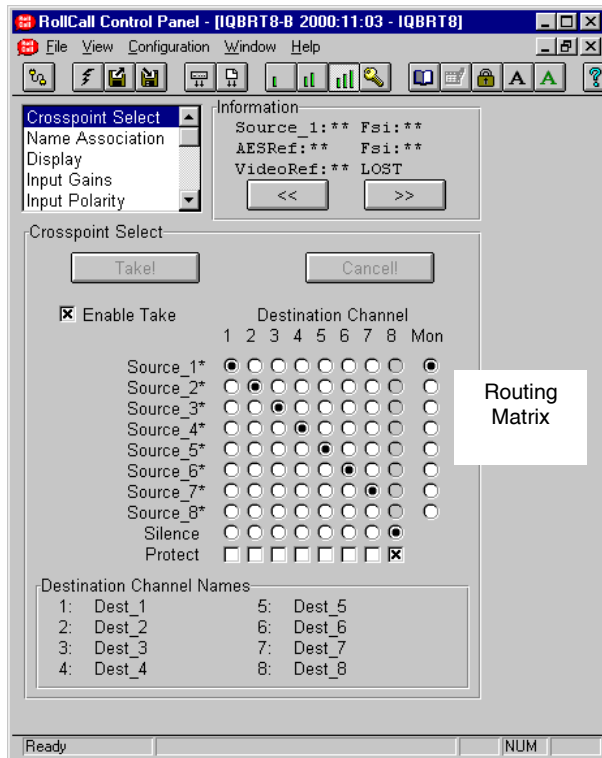 RollCall Control Panel - [IQBRT8-B 2000:11:03 - IQBRT8]
File View Configuration Window Help
A A ?
Crosspoint Select
Name Association
Display
Input Gains
Input Polarity
Information
Source_1:** Fsi:**
AESRef:** Fsi:**
VideoRef:** LOST
<< >>
Crosspoint Select
Take! Cancel!
Enable Take Destination Channel
1 2 3 4 5 6 7 8 Mon
Source_1*
Source_2*
Source_3*
Source_4*
Source_5*
Source_6*
Source_7*
Source_8*
Silence
Protect
Routing
Matrix
Destination Channel Names
1: Dest_1 5: Dest_5
2: Dest_2 6: Dest_6
3: Dest_3 7: Dest_7
4: Dest_4 8: Dest_8
Ready NUM